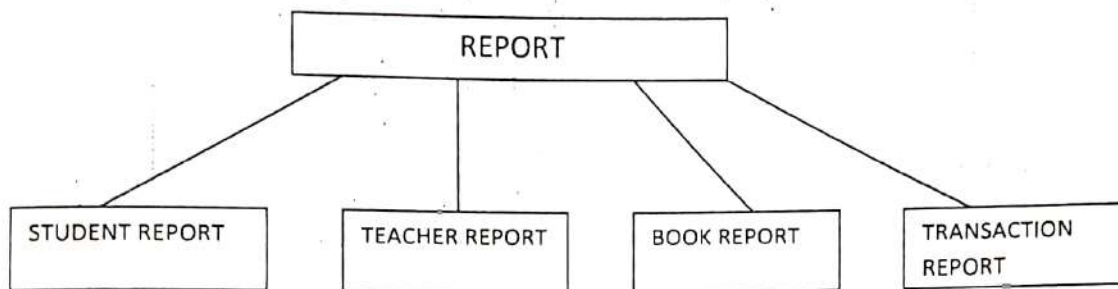 REPORT
STUDENT REPORT
TEACHER REPORT
BOOK REPORT
TRANSACTION
REPORT